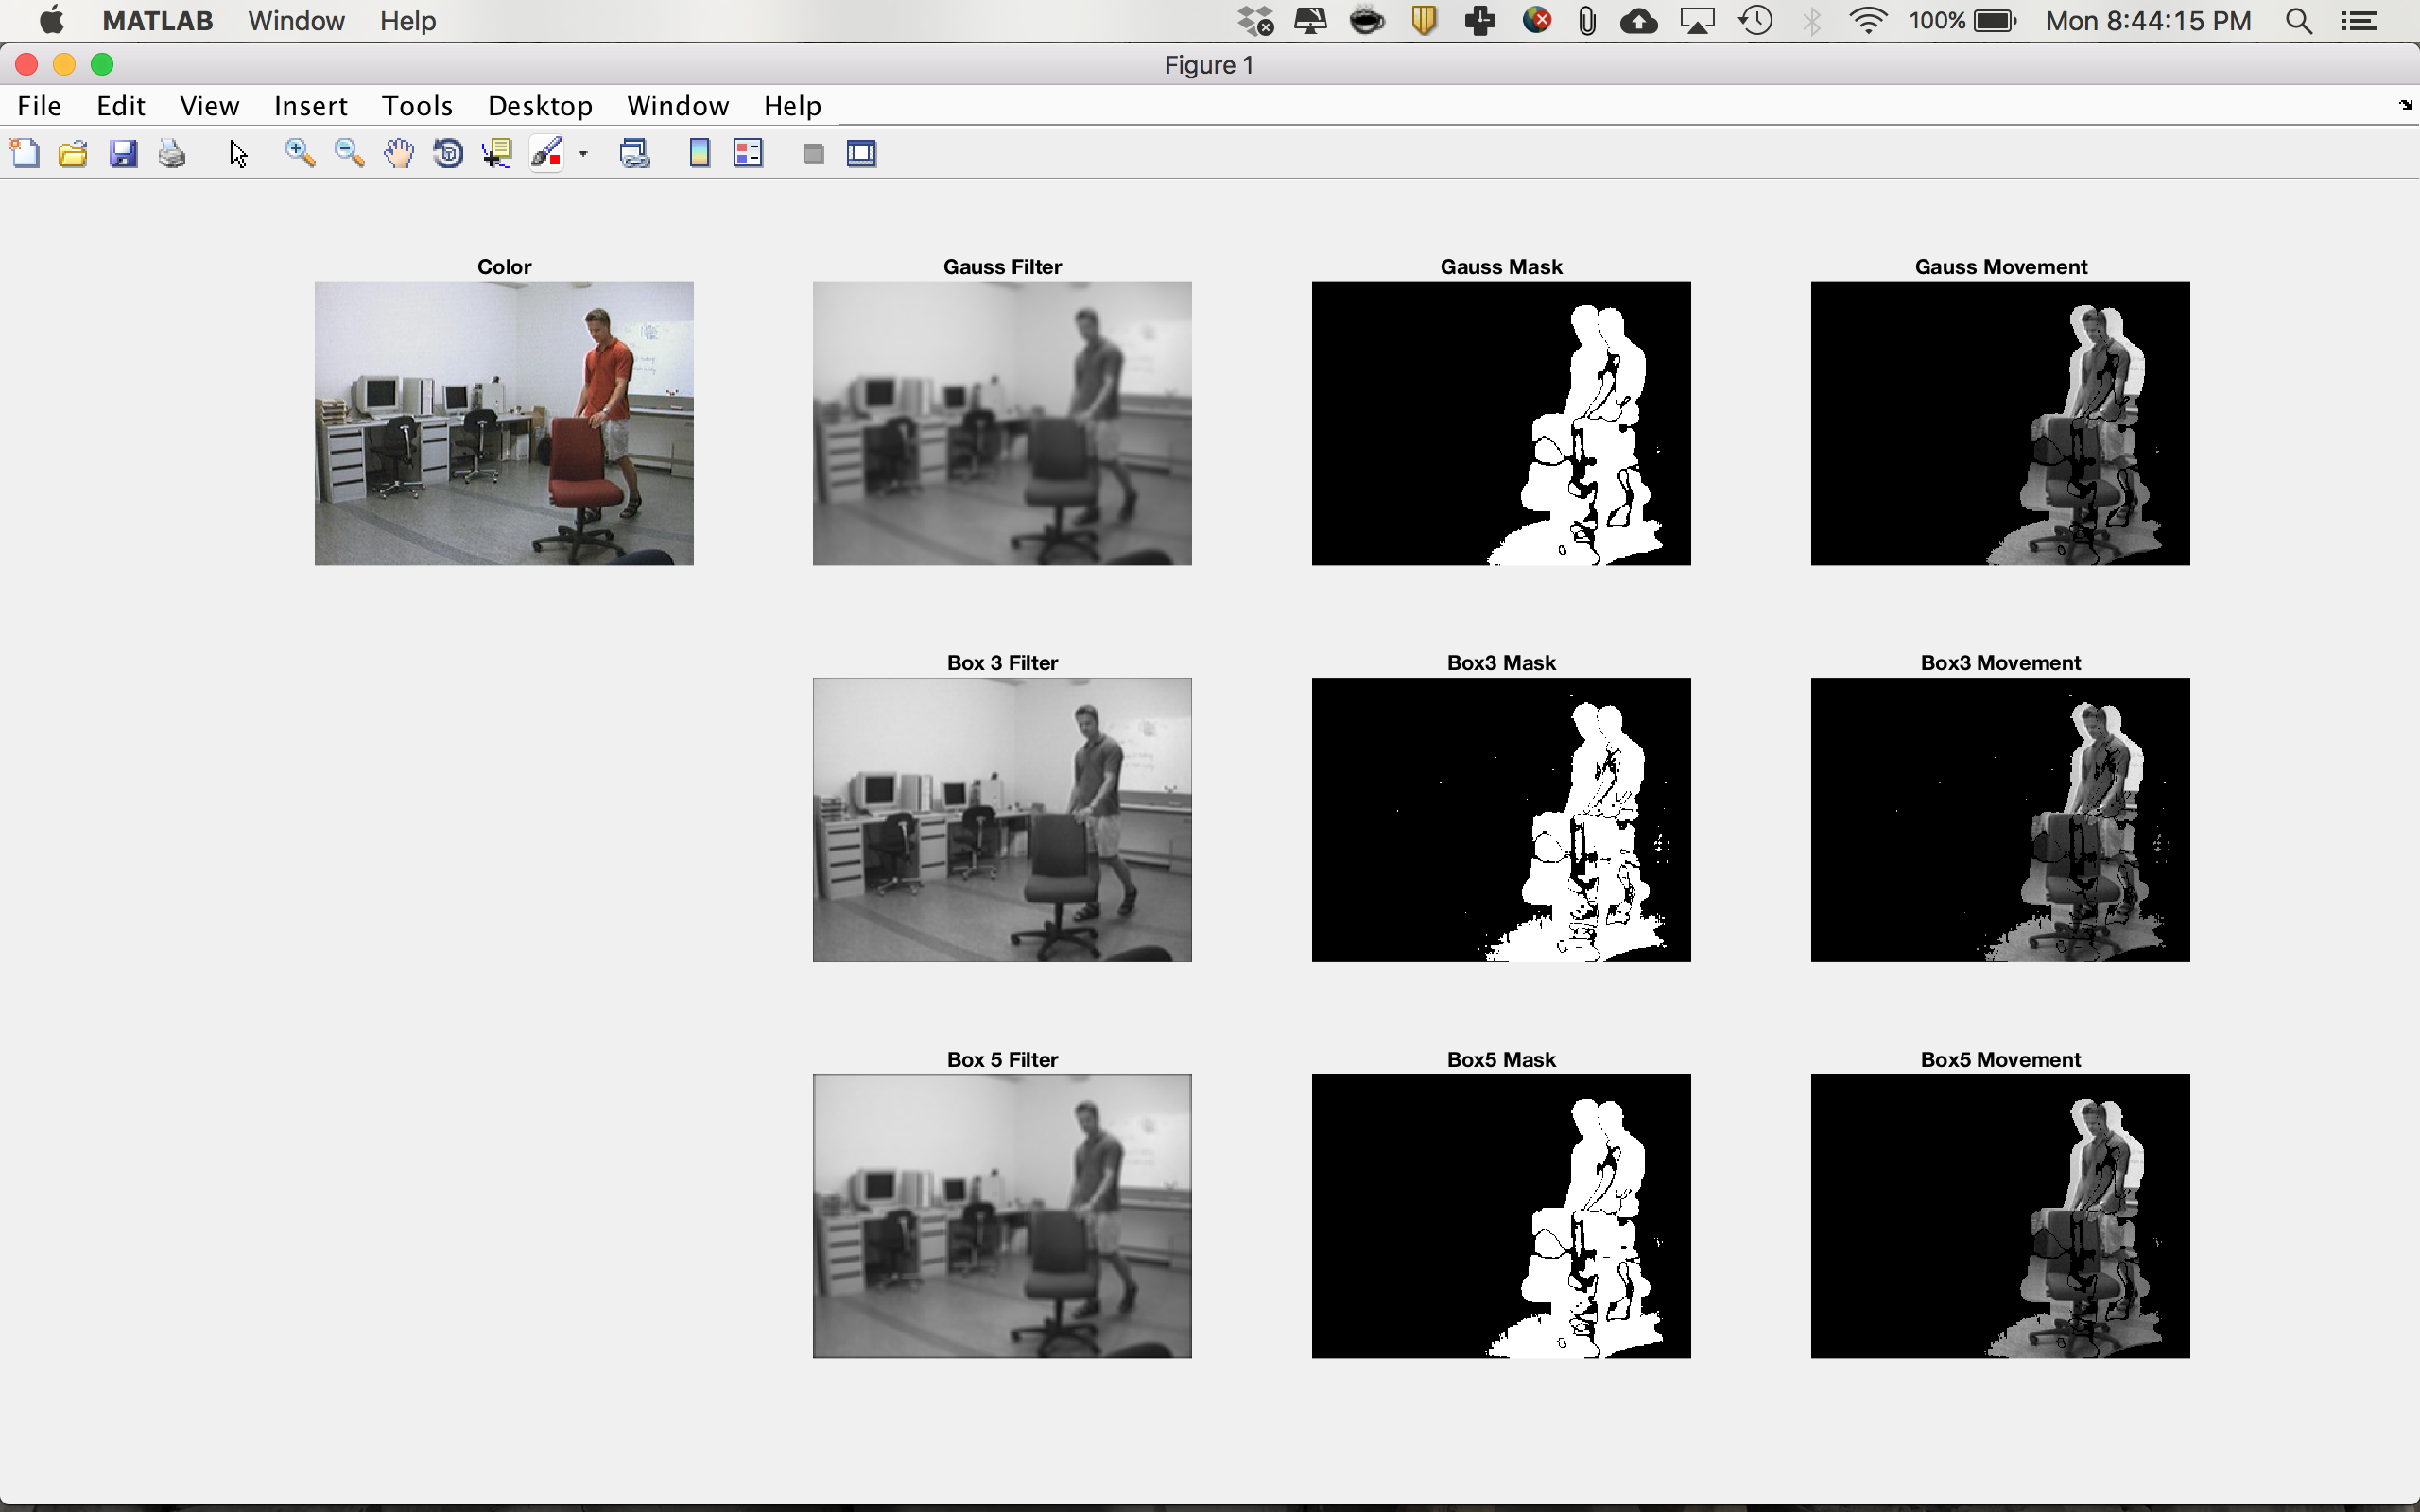 MATLAB Window Help 100% Mon 8:44:15 PM
Figure 1
File Edit View Insert Tools Desktop Window Help
Color Gauss Filter Gauss Mask Gauss Movement
Box 3 Filter Box3 Mask Box3 Movement
Box 5 Filter Box5 Mask Box5 Movement